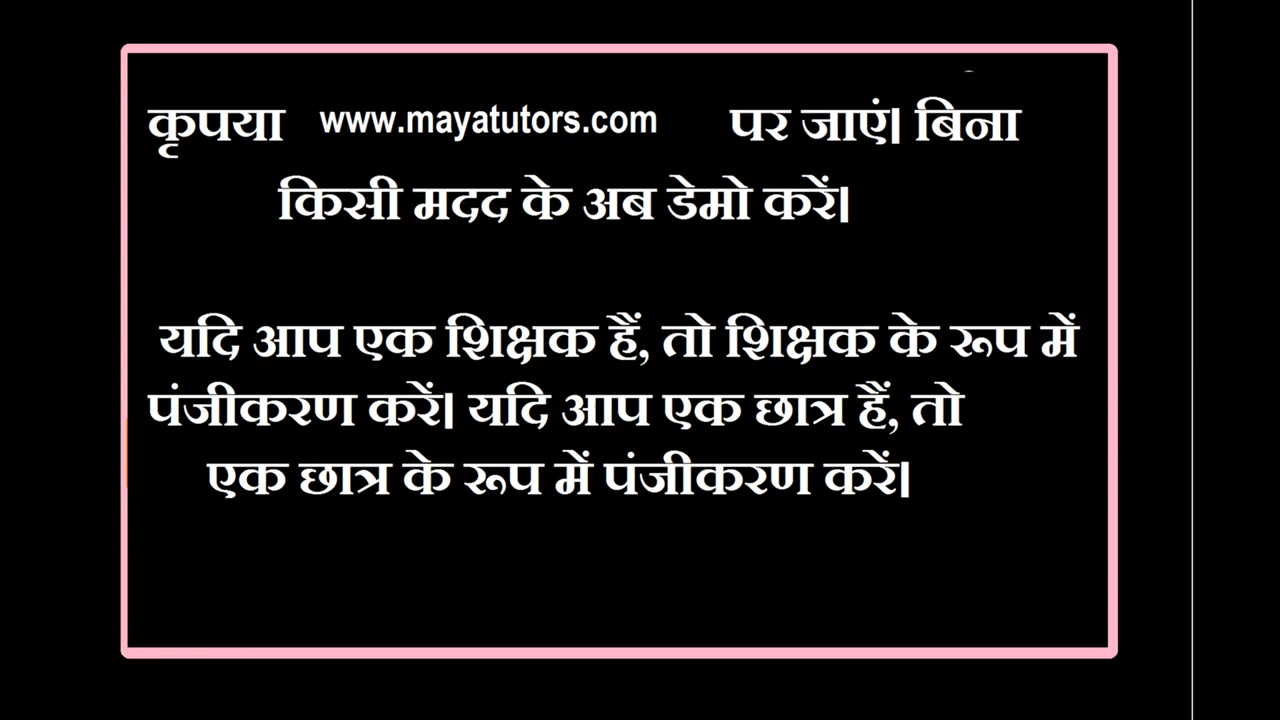 कृपया www.mayatutors.com पर जाएं। बिना
किसी मदद के अब डेमो करें।
यदि आप एक शिक्षक हैं, तो शिक्षक के रूप में
पंजीकरण करें। यदि आप एक छात्र हैं, तो
एक छात्र के रूप में पंजीकरण करें।